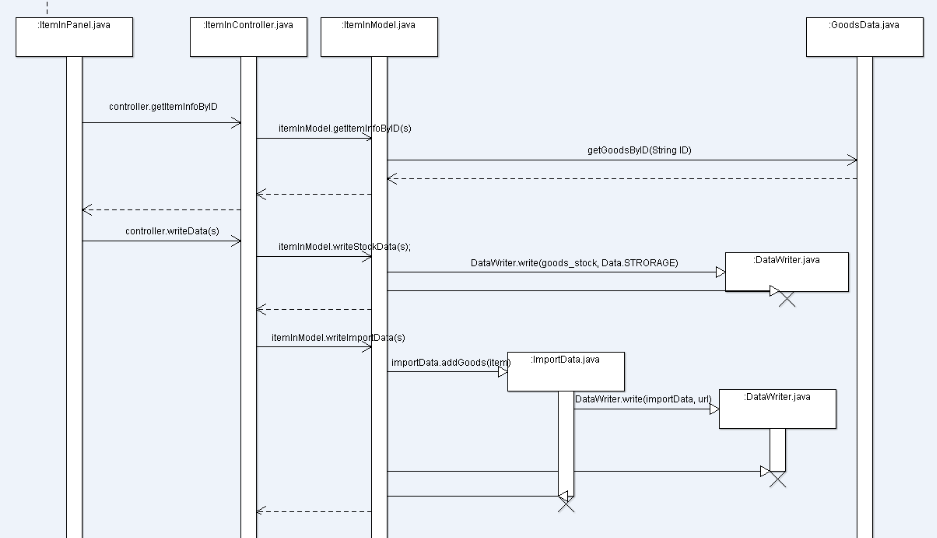 :ItemInPanel.java
:ItemInController.java
:ItemInModel.java
:GoodsData.java
controller.getItemInfoByID
itemInModel.getItemInfoByID(s)
getGoodsByID(String ID)
controller.writeData(s)
itemInModel.writeStockData(s);
DataWriter.write(goods_stock, Data.STRORAGE)
:DataWriter.java
itemInModel.writeImportData(s)
importData.addGoods(item)
:ImportData.java
DataWriter.write(importData, url)
:DataWriter.java